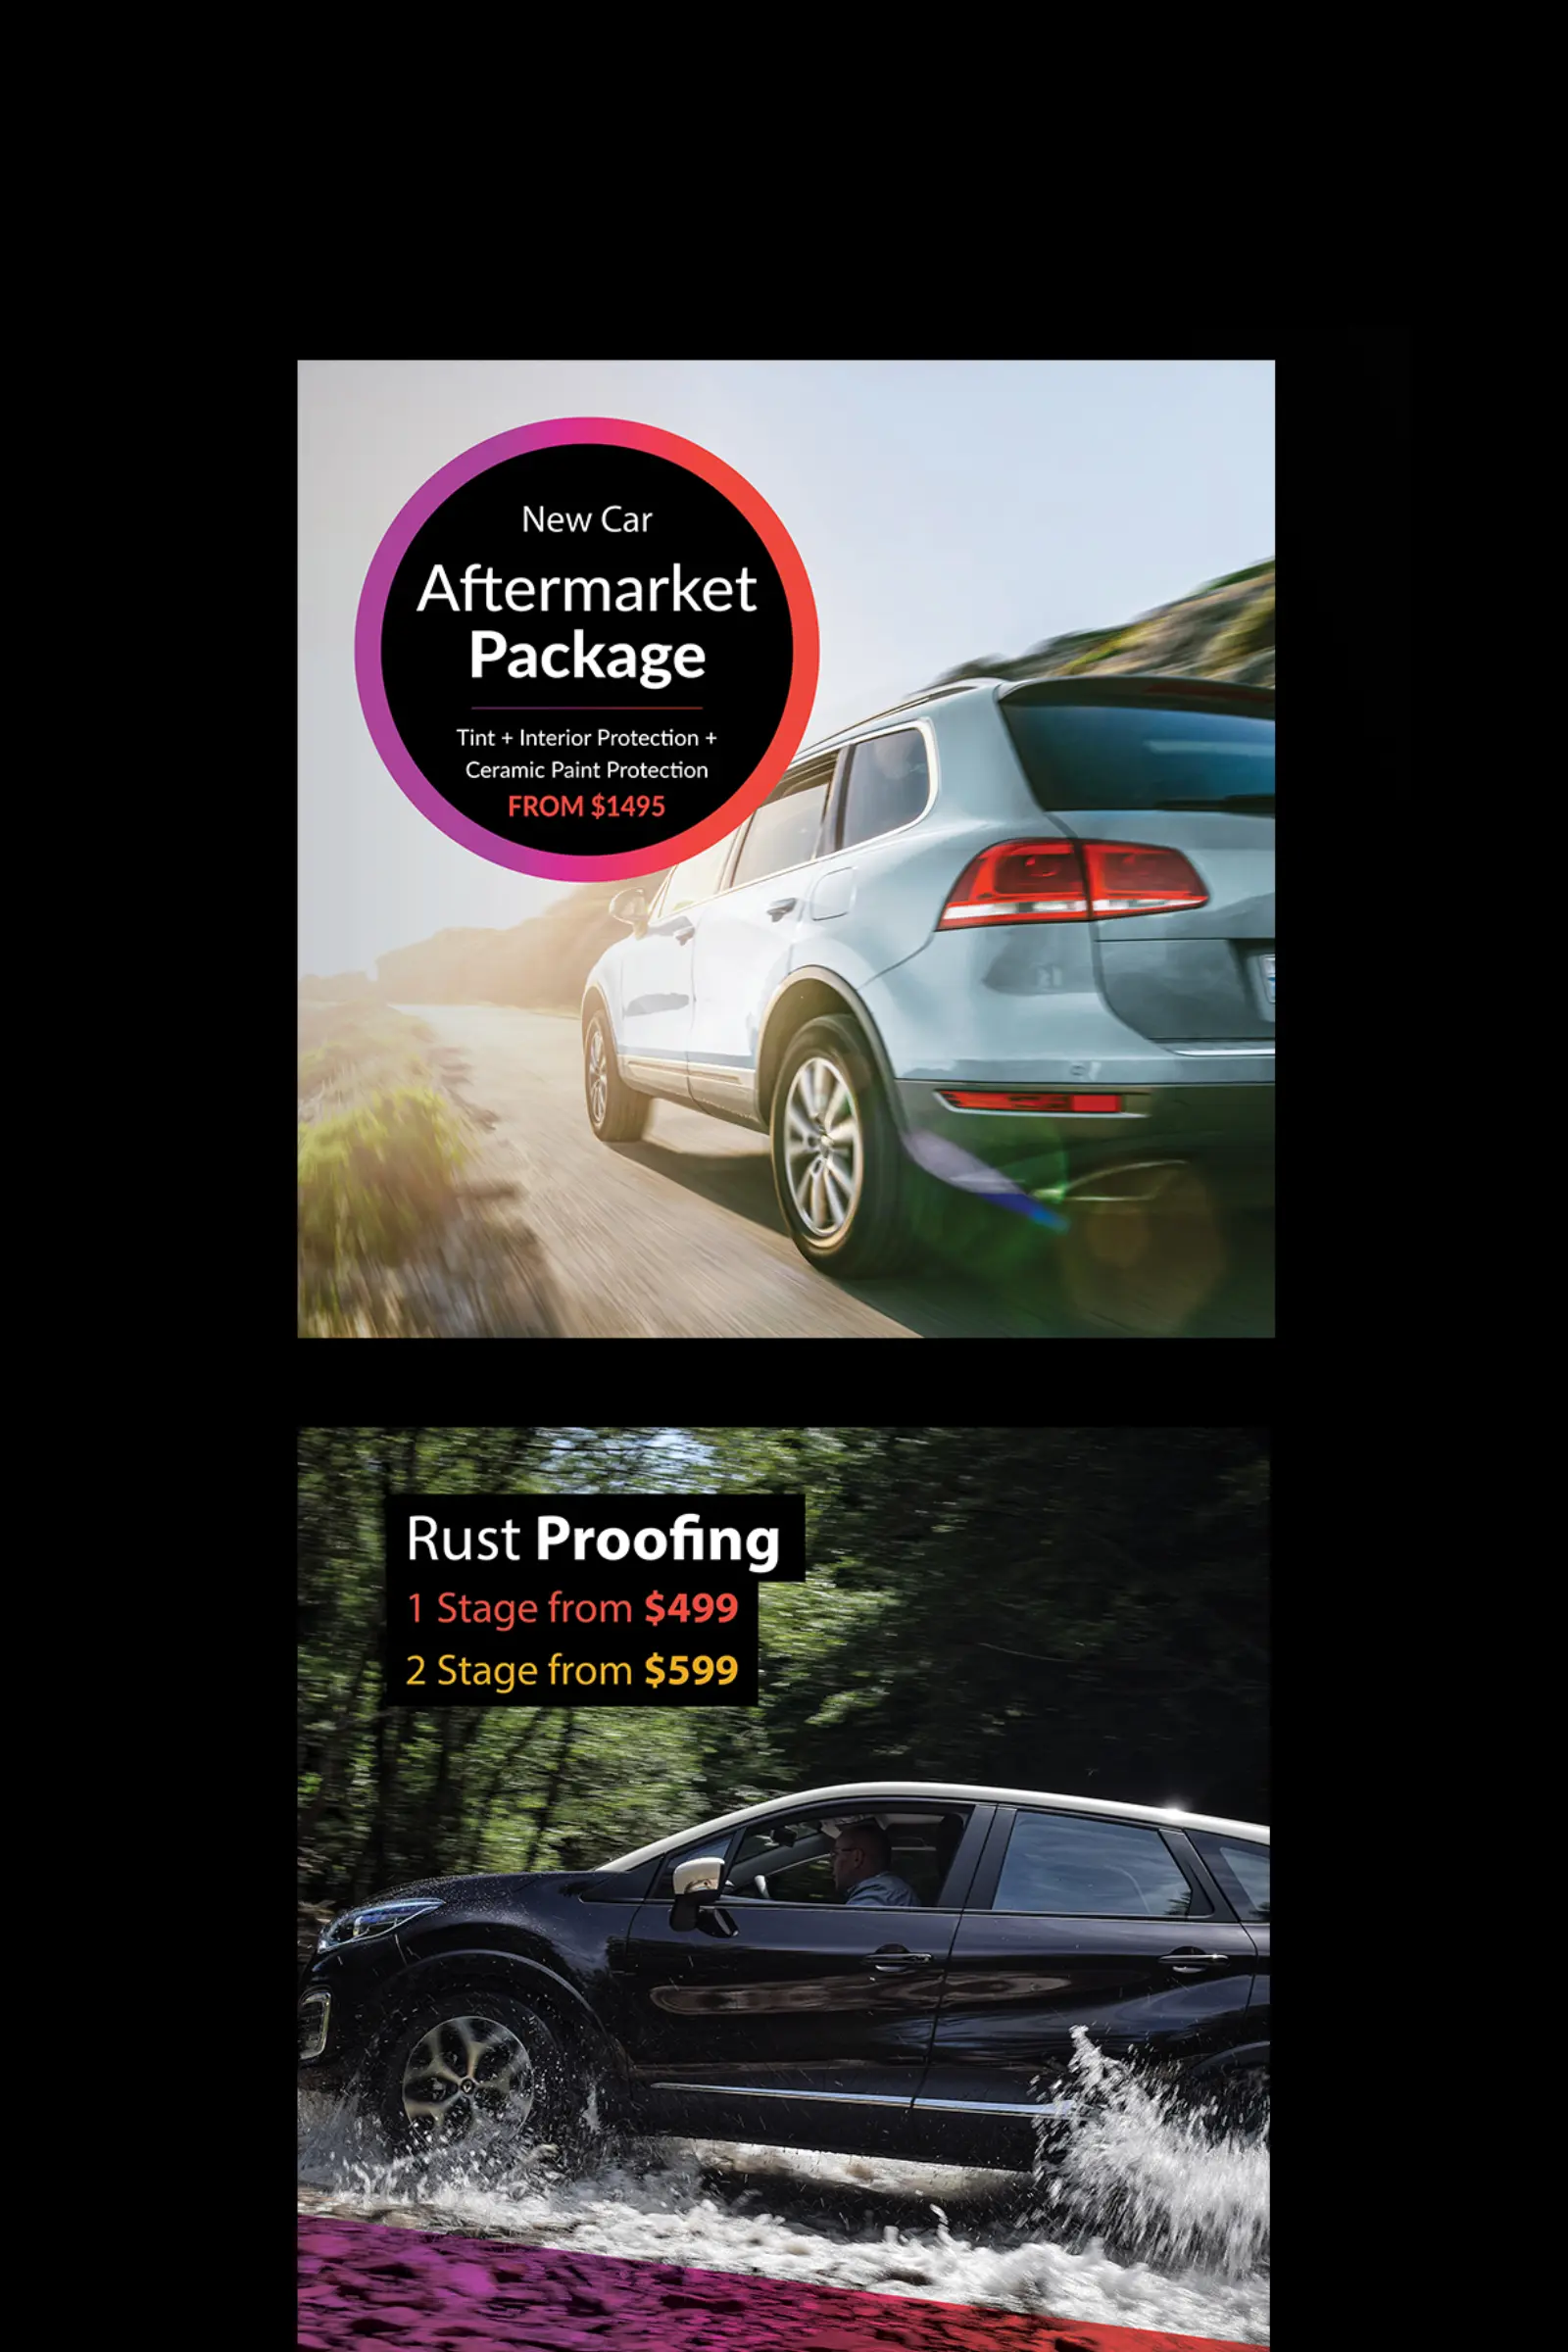 New Car
Aftermarket
Package
Tint + Interior Protection +
Ceramic Paint Protection
FROM $1495
Rust Proofing
1 Stage from $499
2 Stage from $599